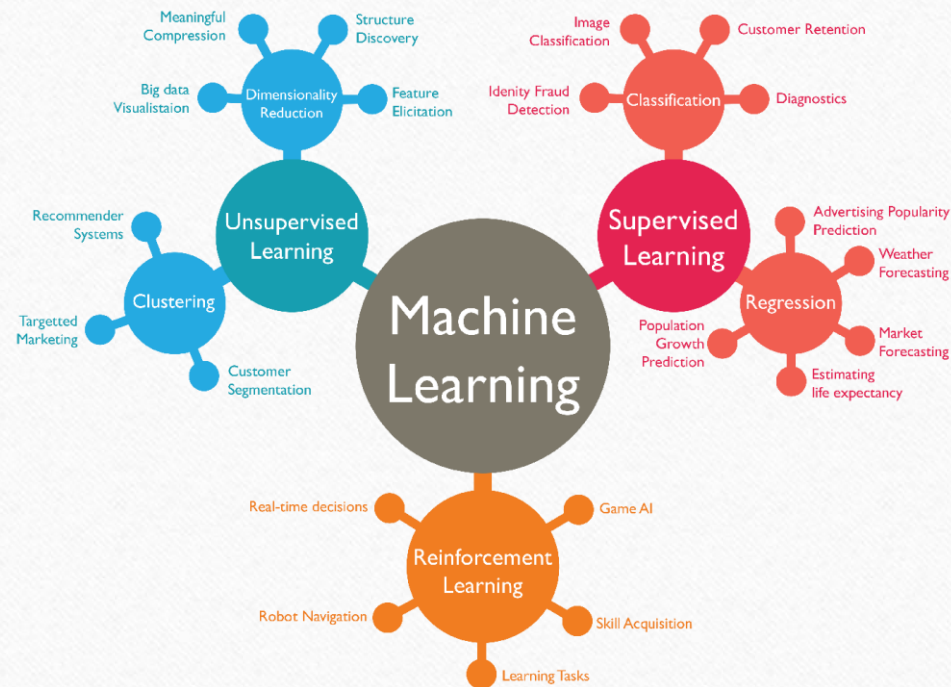 Meaningful
Compression
Structure
Discovery
Big data
Visualistaion
Dimensionality
Reduction
Feature
Elicitation
Image
Classification
Customer Retention
Idenity Fraud
Detection
Classification
Diagnostics
Recommender
Systems
Unsupervised
Learning
Clustering
Targetted
Marketing
Customer
Segmentation
Machine
Learning
Supervised
Learning
Advertising Popularity
Prediction
Weather
Forecasting
Regression
Population
Growth
Prediction
Market
Forecasting
Estimating
life expectancy
Real-time decisions
Game AI
Reinforcement
Learning
Robot Navigation
Skill Acquisition
Learning Tasks